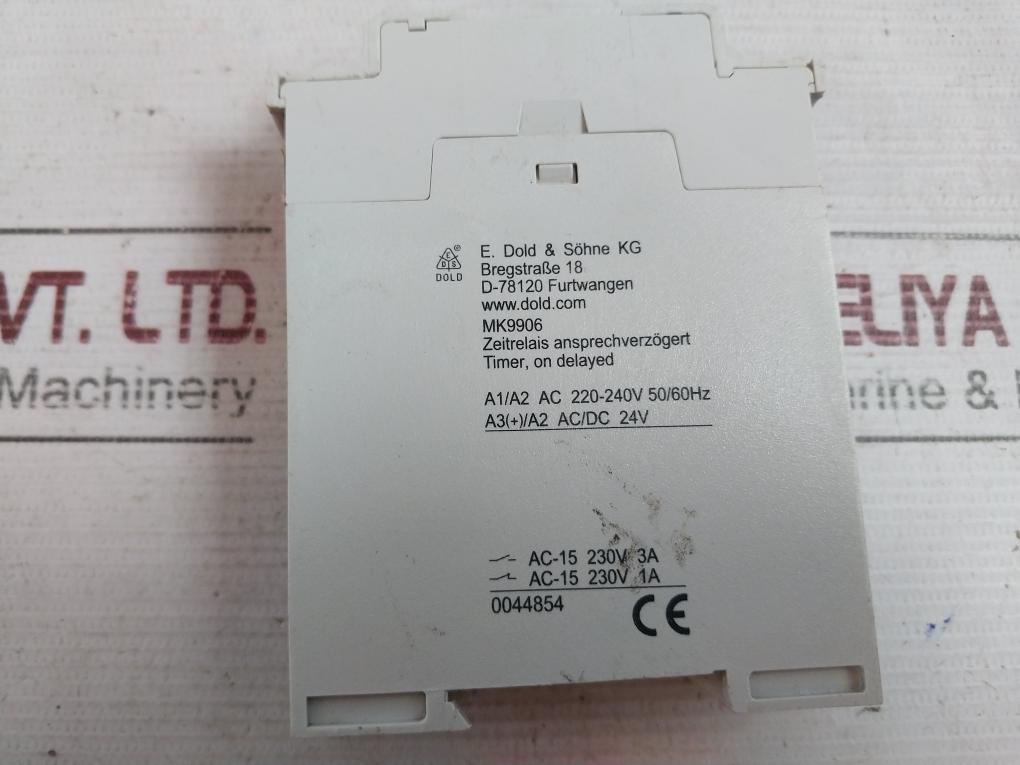 E. Dold & Söhne KG
Bregstraße 18
D-78120 Furtwangen
www.dold.com
E
D S
®
DOLD
MK9906
Zeitrelais ansprechverzögert
Timer, on delayed
A1/A2 AC 220-240V 50/60Hz
A3(+)/A2 AC/DC 24V
AC-15 230V 3A
AC-15 230V 1A
0044854
CE
VT. LTD.
Machinery
ELIYA
rine &